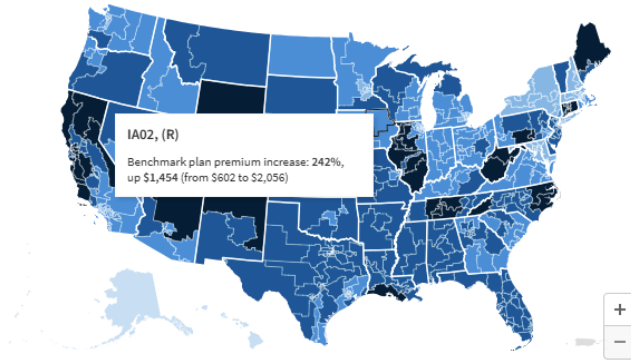 IA02, (R)
Benchmark plan premium increase: 242%,
up $1,454 (from $602 to $2,056)
+
−